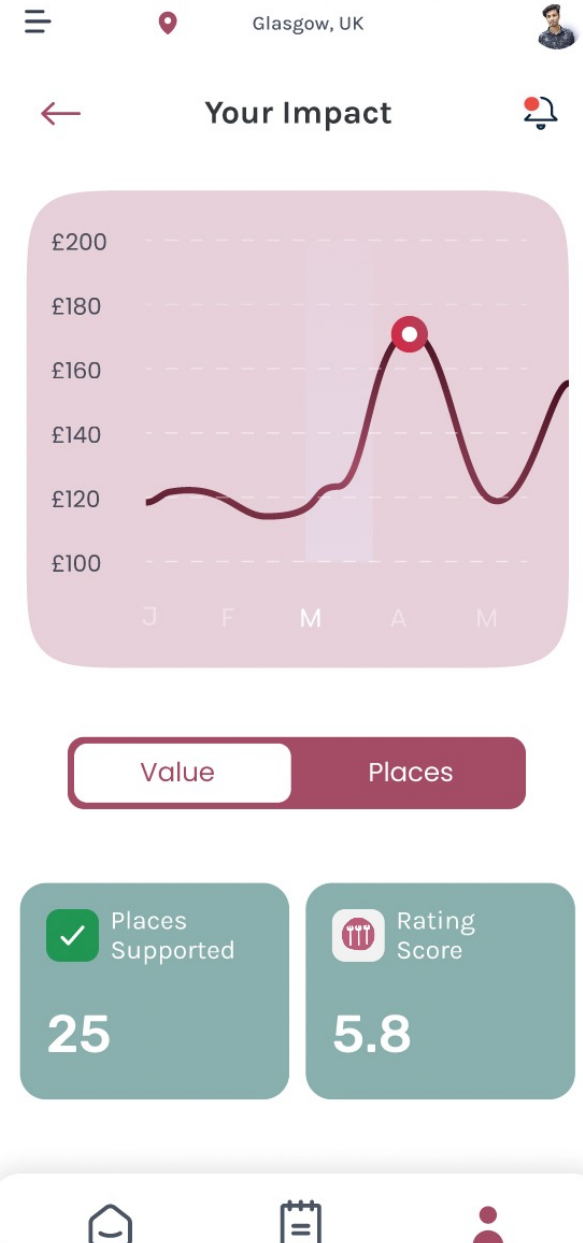 Glasgow, UK
Your Impact
£200
£180
£160
£140
£120
£100
J F M A M
Value Places
Places
Supported
25
Rating
Score
5.8